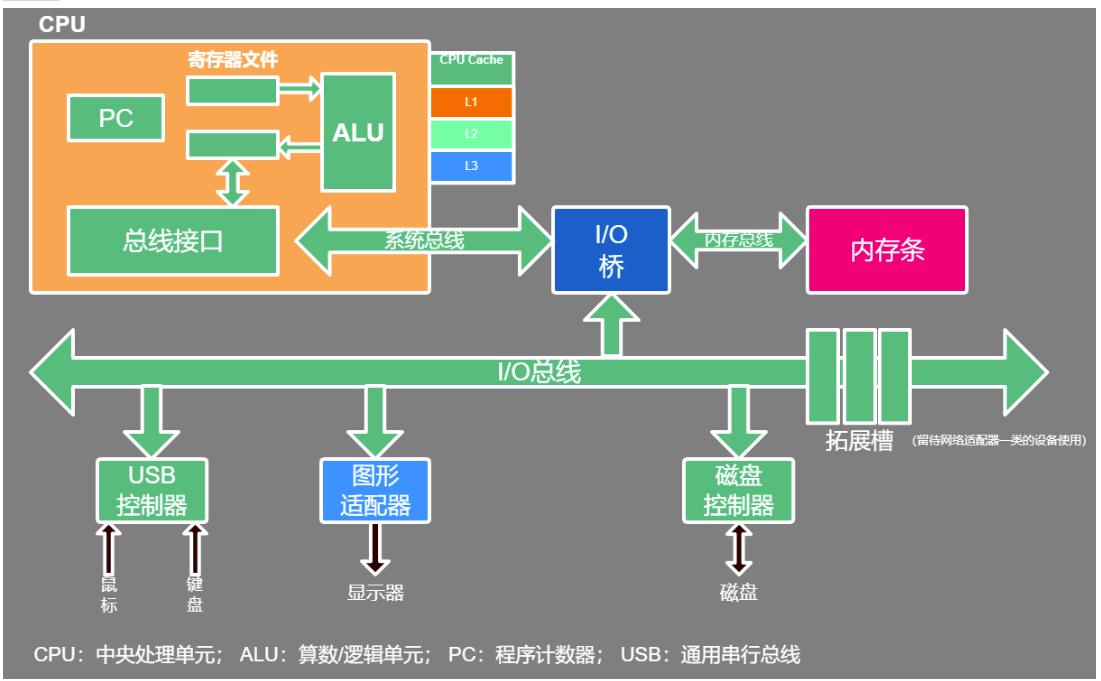 CPU
寄存器文件
CPU Cache
PC
ALU
L1
L2
L3
总线接口
系统总线
I/O
桥
内存总线
内存条
I/O总线
拓展槽
(留待网络适配器一类的设备使用)
USB
控制器
图形
适配器
磁盘
控制器
鼠
标
键
盘
显示器
磁盘
CPU：中央处理单元； ALU：算数/逻辑单元； PC：程序计数器； USB：通用串行总线